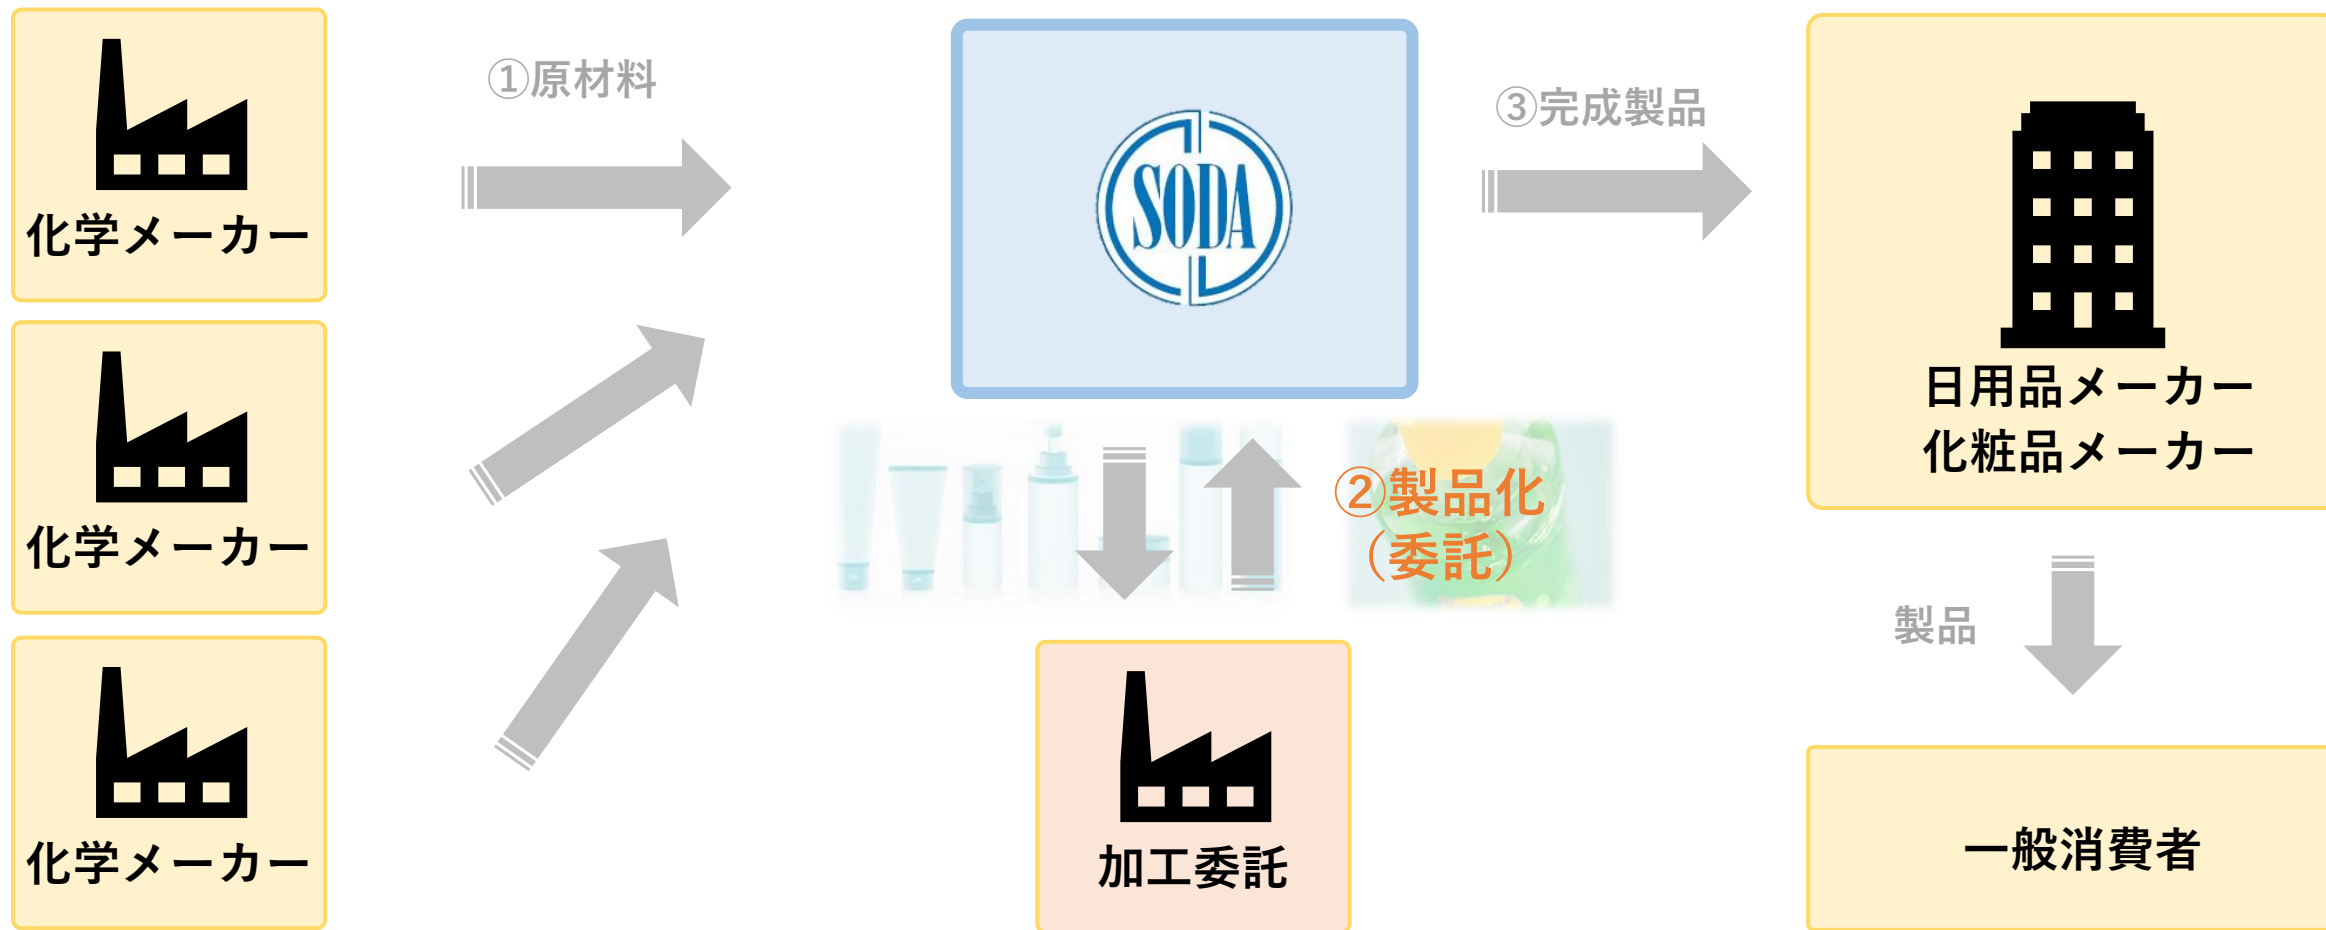 ①原材料
化学メーカー
化学メーカー
化学メーカー
SODA
②製品化
（委託）
加工委託
③完成製品
日用品メーカー
化粧品メーカー
製品
一般消費者